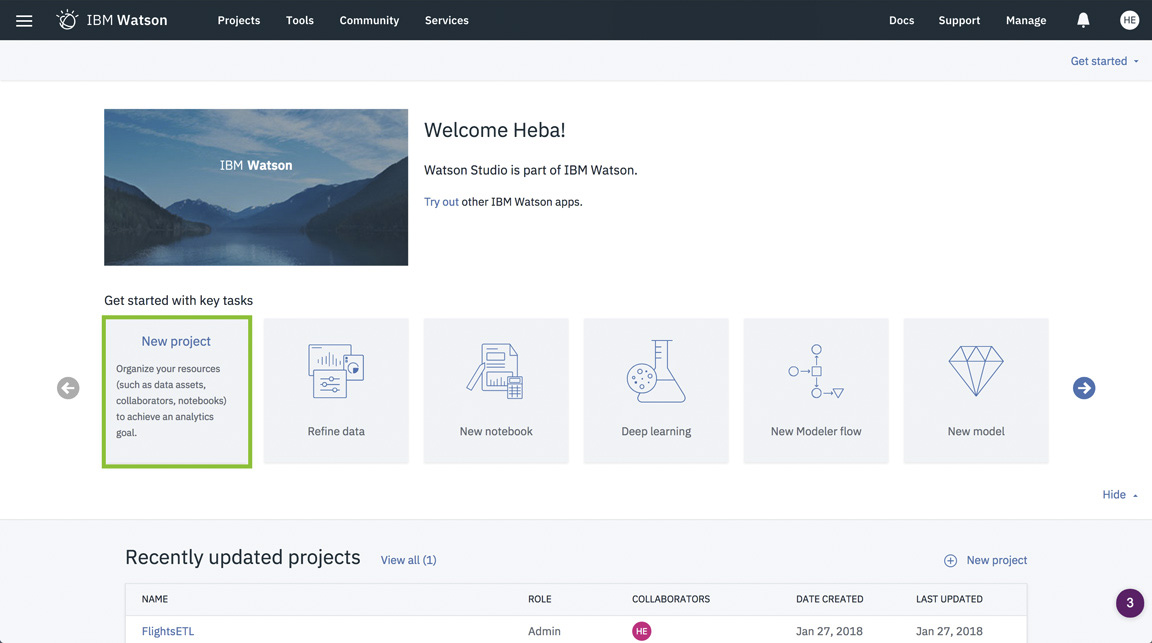 IBM Watson Projects Tools Community Services Docs Support Manage HE
Get started
IBM Watson
Welcome Heba!
Watson Studio is part of IBM Watson.
Try out other IBM Watson apps.
Get started with key tasks
New project
Organize your resources
(such as data assets,
collaborators, notebooks)
to achieve an analytics
goal.
Refine data
New notebook
Deep learning
New Modeler flow
New model
Hide
Recently updated projects View all (1) New project
NAME ROLE COLLABORATORS DATE CREATED LAST UPDATED
3
FlightsETL Admin HE Jan 27, 2018 Jan 27, 2018